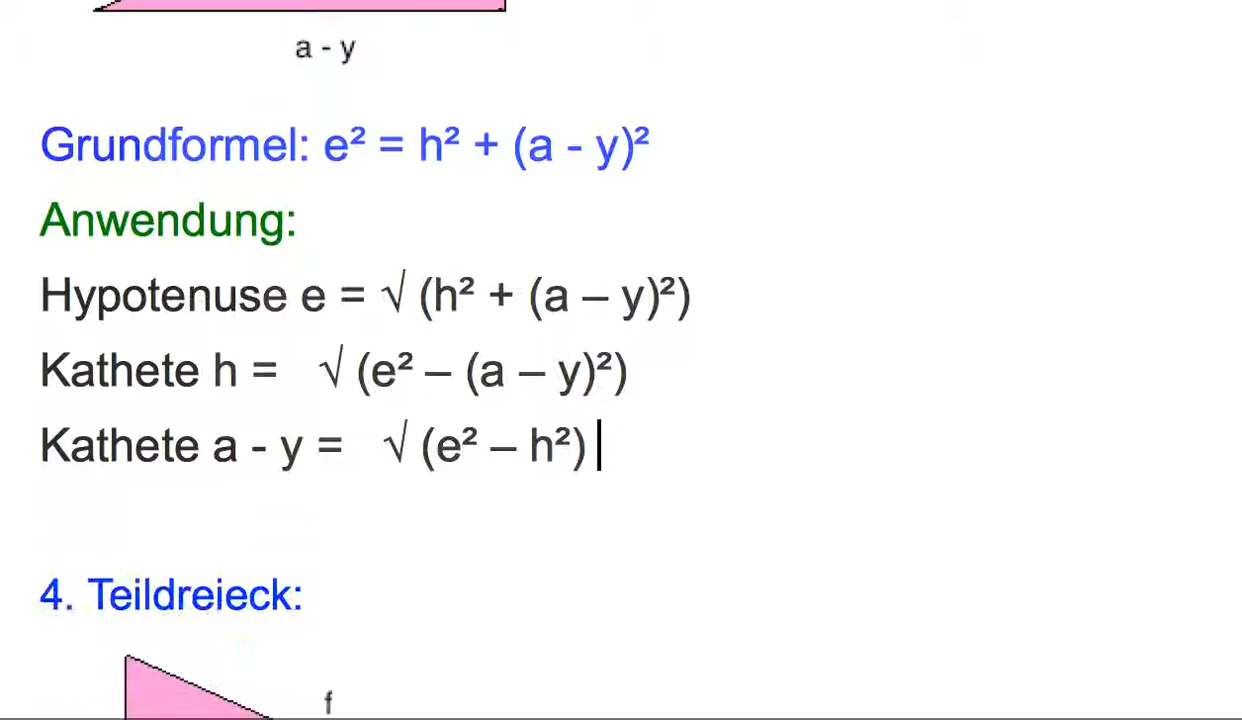 a - y
Grundformel: e² = h² + (a - y)²
Anwendung:
Hypotenuse e = √ (h² + (a – y)²)
Kathete h = √ (e² – (a – y)²)
Kathete a - y = √ (e² – h²)
4. Teildreieck:
f